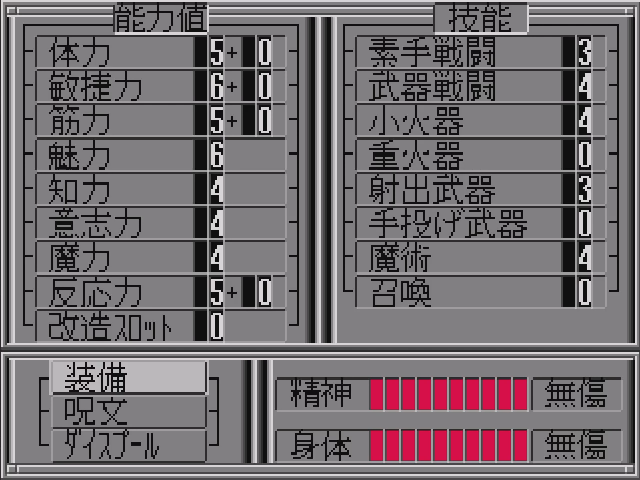 能力値
体力 5+ 0
敏捷力 6+ 0
筋力 5+ 0
魅力 6
知力 4
意志力 4
魔力 4
反応力 5+ 0
改造スロット 0
技能
素手戦闘 3
武器戦闘 4
小火器 4
重火器 0
射出武器 3
手投げ武器 0
魔術 4
召喚 0
装備
呪文
ダイスプール
精神 無傷
身体 無傷